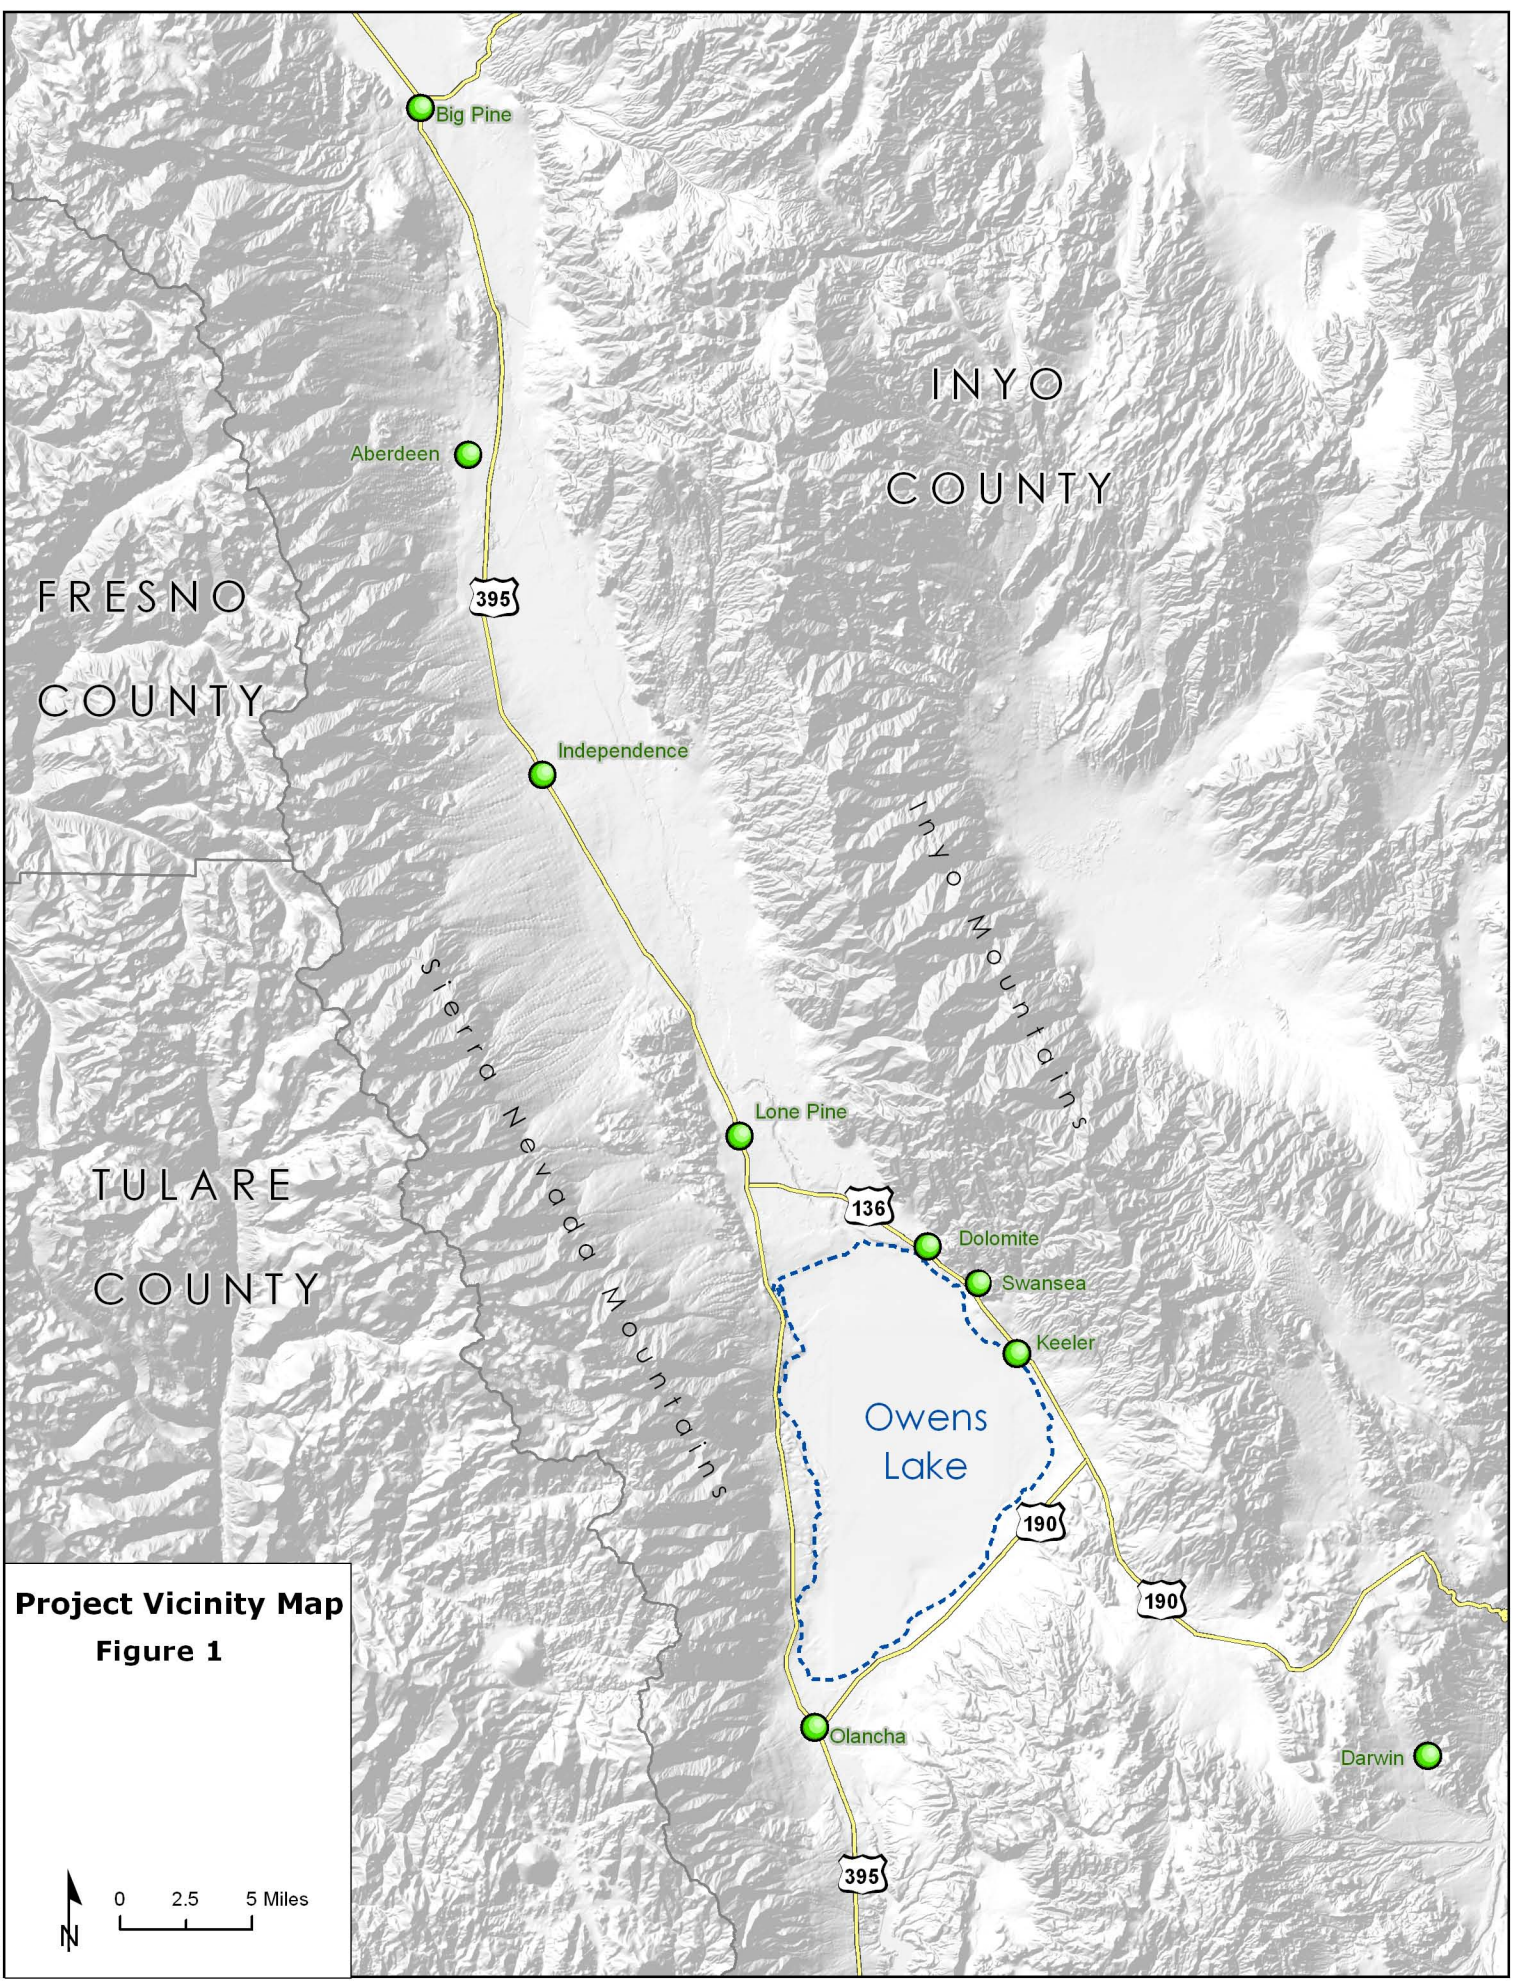 Big Pine
INYO
COUNTY
Aberdeen
FRESNO
COUNTY
395
Independence
Inyo Mountains
Sierra Nevada Mountains
Lone Pine
TULARE
COUNTY
136
Dolomite
Swansea
Keeler
Owens
Lake
190
190
Project Vicinity Map
Figure 1
Olancha
Darwin
395
0 2.5 5 Miles
N